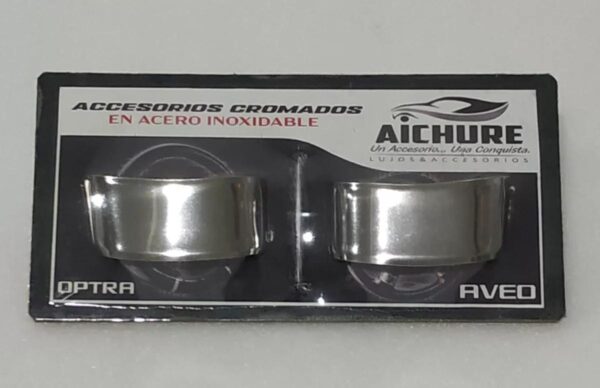 ACCESORIOS CROMADOS
EN ACERO INOXIDABLE
AiCHURE
Un Accesorio... Una Conquista.
LUJOS&ACCESORIOS
OPTRA
AVEO